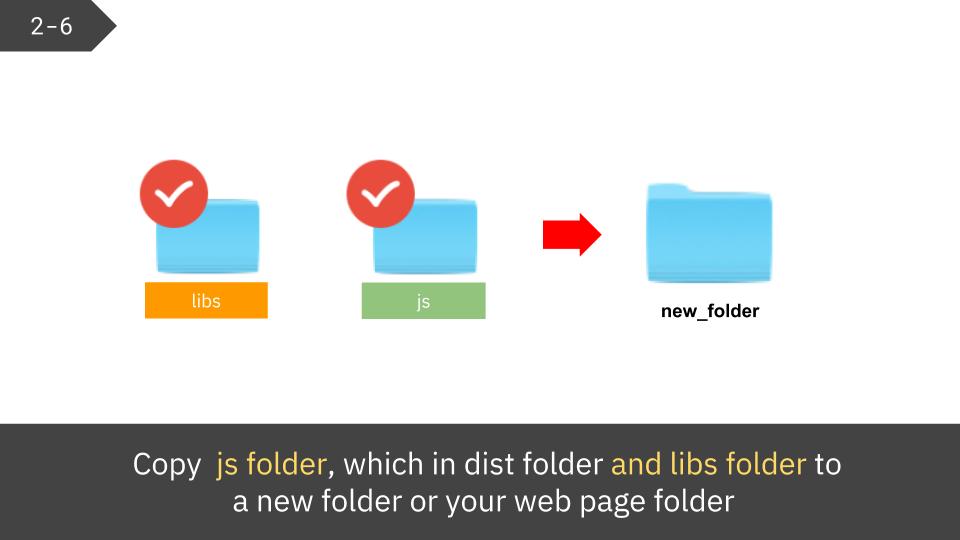 2-6
libs
js
new_folder
Copy  js folder, which in dist folder and libs folder to
a new folder or your web page folder